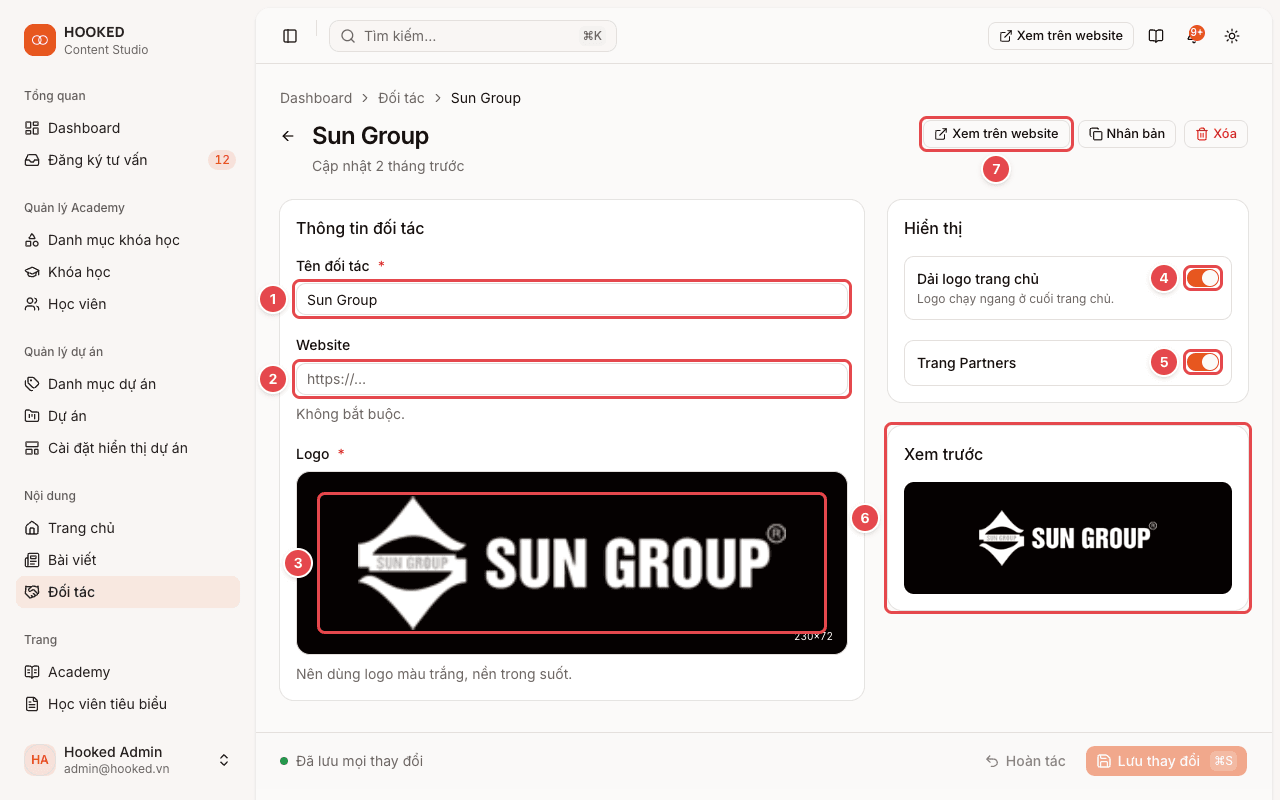 HOOKED
Content Studio
Tìm kiếm...
⌘K
Xem trên website
9+
Tổng quan
Dashboard
Đăng ký tư vấn
12
Quản lý Academy
Danh mục khóa học
Khóa học
Học viên
Quản lý dự án
Danh mục dự án
Dự án
Cài đặt hiển thị dự án
Nội dung
Trang chủ
Bài viết
Đối tác
Trang
Academy
Học viên tiêu biểu
HA
Hooked Admin
admin@hooked.vn
Dashboard > Đối tác > Sun Group
Sun Group
Cập nhật 2 tháng trước
Xem trên website
Nhân bản
Xóa
7
Thông tin đối tác
Tên đối tác *
1
Sun Group
Website
2
https://...
Không bắt buộc.
Logo *
3
SUN GROUP
SUN GROUP®
230×72
Nên dùng logo màu trắng, nền trong suốt.
Hiển thị
Dải logo trang chủ
4
Logo chạy ngang ở cuối trang chủ.
Trang Partners
5
6
Xem trước
SUN GROUP
SUN GROUP®
Đã lưu mọi thay đổi
Hoàn tác
Lưu thay đổi
⌘S